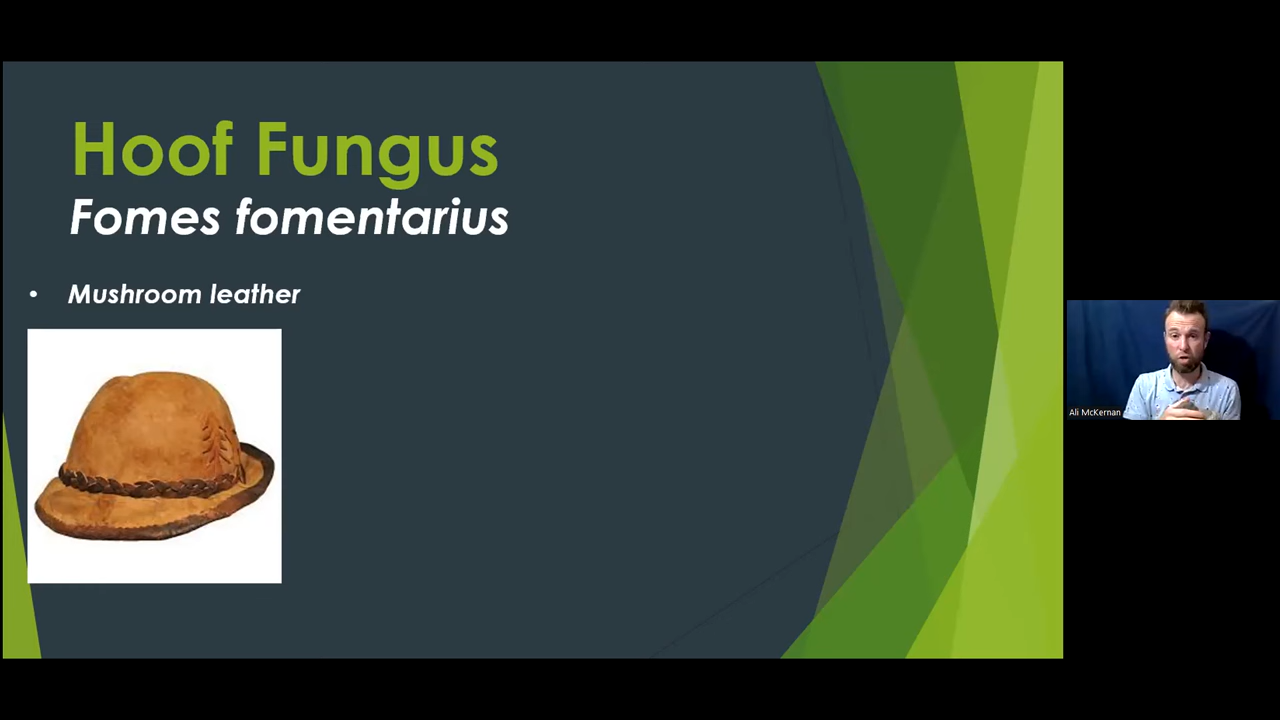 Hoof Fungus
Fomes fomentarius
• Mushroom leather
Ali McKernan